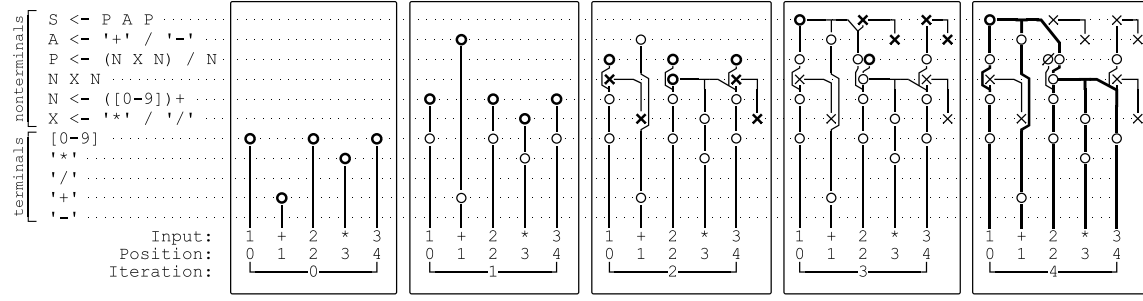 nonterminals
S <- P A P
A <- '+' / '-'
P <- (N X N) / N
N X N
N <- ([0-9])+
X <- '*' / '/'
terminals
[0-9]
'*'
'/'
'+'
'-'
Input: 1 + 2 * 3 1 + 2 * 3 1 + 2 * 3 1 + 2 * 3 1 + 2 * 3
Position: 0 1 2 3 4 0 1 2 3 4 0 1 2 3 4 0 1 2 3 4 0 1 2 3 4
Iteration: 0 1 2 3 4